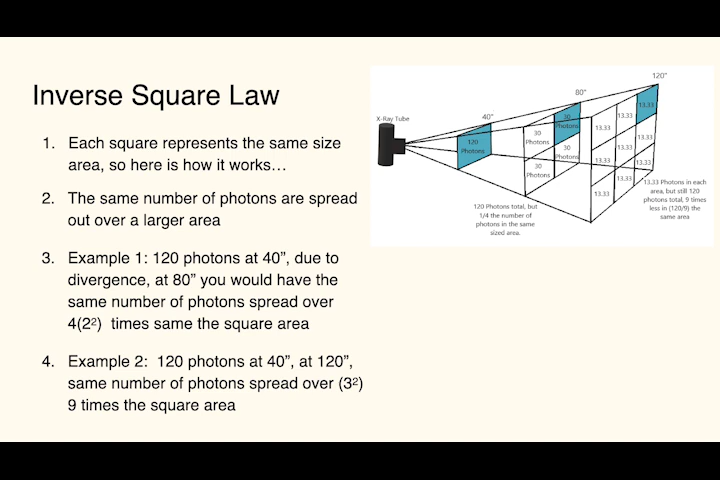 Inverse Square Law
1. Each square represents the same size
area, so here is how it works…
2. The same number of photons are spread
out over a larger area
3. Example 1: 120 photons at 40”, due to
divergence, at 80” you would have the
same number of photons spread over
4(2²) times same the square area
4. Example 2: 120 photons at 40”, at 120”,
same number of photons spread over (3²)
9 times the square area
X-Ray Tube
40”
80”
120”
120
Photons
30
Photons
30
Photons
30
Photons
30
Photons
13.33
13.33
13.33
13.33
13.33
13.33
13.33
13.33
13.33
120 Photons total, but
1/4 the number of
photons in the same
sized area.
13.33 Photons in each
area, but still 120
photons total, 9 times
less in (120/9) the
same area